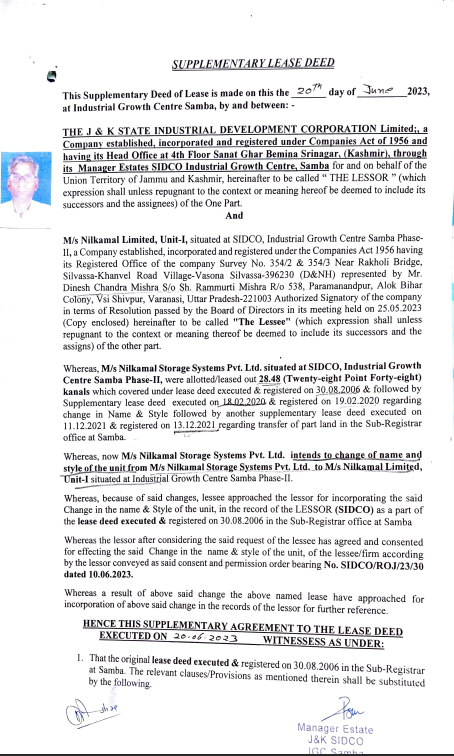 SUPPLEMENTARY LEASE DEED
This Supplementary Deed of Lease is made on this the 20th day of June 2023,
at Industrial Growth Centre Samba, by and between: -
THE J & K STATE INDUSTRIAL DEVELOPMENT CORPORATION Limited;, a
Company established, incorporated and registered under Companies Act of 1956 and
having its Head Office at 4th Floor Sanat Ghar Bemina Srinagar, (Kashmir), through
its Manager Estates SIDCO Industrial Growth Centre, Samba for and on behalf of the
Union Territory of Jammu and Kashmir, hereinafter to be called " THE LESSOR " (which
expression shall unless repugnant to the context or meaning hereof be deemed to include its
successors and the assignees) of the One Part.
And
M/s Nilkamal Limited, Unit-I, situated at SIDCO, Industrial Growth Centre Samba Phase-
II, a Company established, incorporated and registered under the Companies Act 1956 having
its Registered Office of the company Survey No. 354/2 & 354/3 Near Rakholi Bridge,
Silvassa-Khanvel Road Village-Vasona Silvassa-396230 (D&NH) represented by Mr.
Dinesh Chandra Mishra S/o Sh. Rammurti Mishra R/o 538, Paramanandpur, Alok Bihar
Colony, Vsi Shivpur, Varanasi, Uttar Pradesh-221003 Authorized Signatory of the company
in terms of Resolution passed by the Board of Directors in its meeting held on 25.05.2023
(Copy enclosed) hereinafter to be called "The Lessee" (which expression shall unless
repugnant to the context or meaning thereof be deemed to include its successors and the
assigns) of the other part.
Whereas, M/s Nilkamal Storage Systems Pvt. Ltd. situated at SIDCO, Industrial Growth
Centre Samba Phase-II, were allotted/leased out 28.48 (Twenty-eight Point Forty-eight)
kanals which covered under lease deed executed & registered on 30.08.2006 & followed by
Supplementary lease deed executed on 18.02.2020 & registered on 19.02.2020 regarding
change in Name & Style followed by another supplementary lease deed executed on
11.12.2021 & registered on 13.12.2021 regarding transfer of part land in the Sub-Registrar
office at Samba.
Whereas, now M/s Nilkamal Storage Systems Pvt. Ltd. intends to change of name and
style of the unit from M/s Nilkamal Storage Systems Pvt. Ltd. to M/s Nilkamal Limited,
Unit-I situated at Industrial Growth Centre Samba Phase-II.
Whereas, because of said changes, lessee approached the lessor for incorporating the said
Change in the Name & Style of the unit, in the record of the LESSOR (SIDCO) as a part of
the lease deed executed & registered on 30.08.2006 in the Sub-Registrar office at Samba
Whereas the lessor after considering the said request of the lessee has agreed and consented
for effecting the said Change in the name & style of the unit, of the lessee/firm according
by the lessor conveyed as said consent and permission order bearing No. SIDCO/ROJ/23/30
dated 10.06.2023.
Whereas a result of above said change the above named lease have approached for
incorporation of above said change in the records of the lessor for further reference.
HENCE THIS SUPPLEMENTARY AGREEMENT TO THE LEASE DEED
EXECUTED ON 20.06.2023 WITNESSESS AS UNDER:
1. That the original lease deed executed & registered on 30.08.2006 in the Sub-Registrar
at Samba. The relevant clauses/Provisions as mentioned therein shall be substituted
by the following.
Manager Estate
J&K SIDCO
IGC Samba